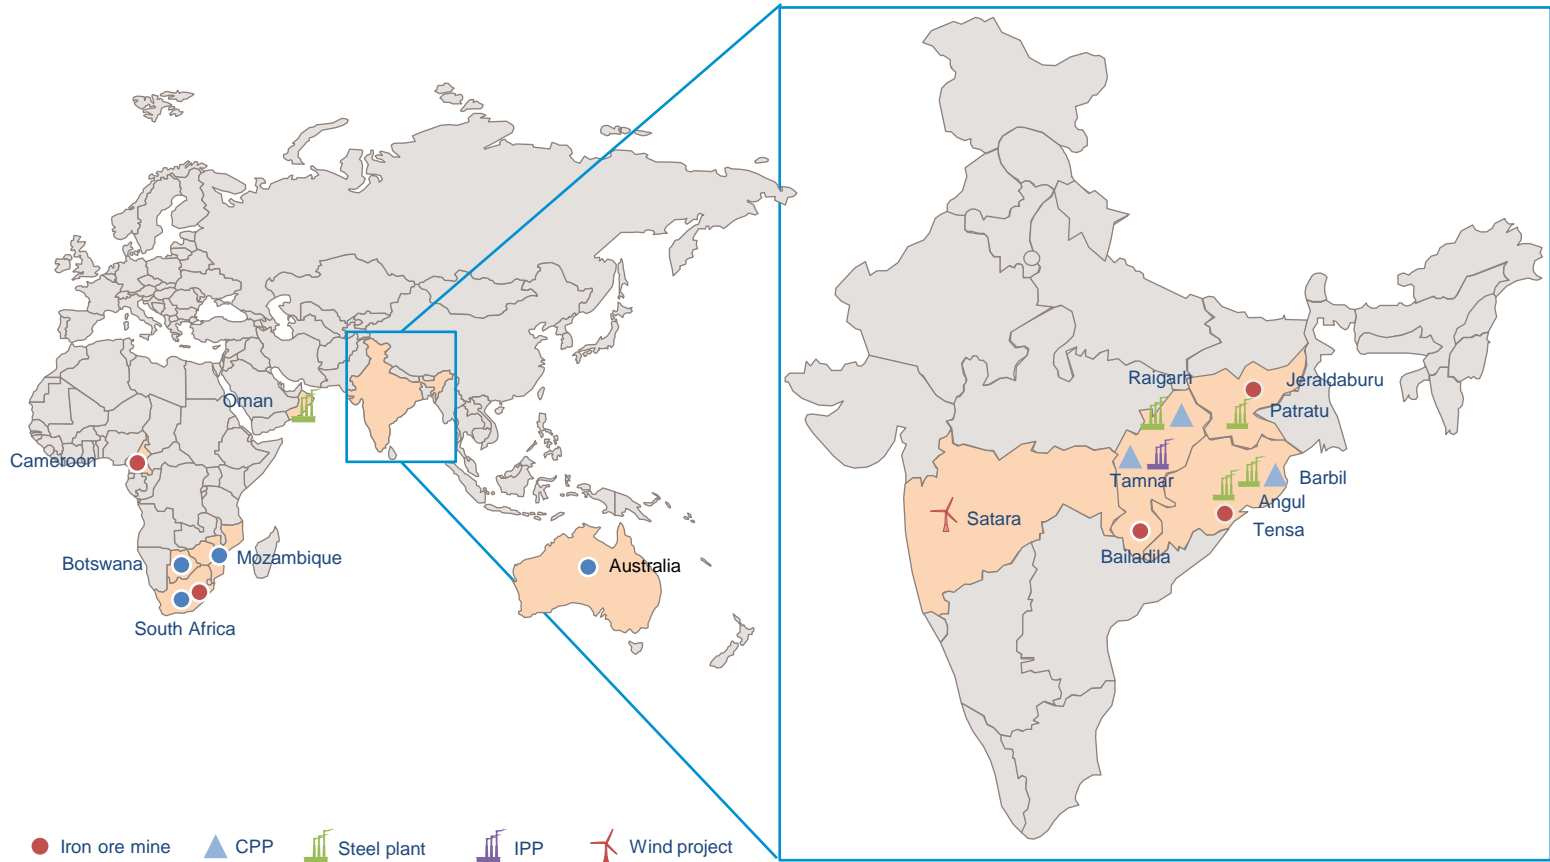 Oman
Cameroon
Botswana
Mozambique
South Africa
Australia
Raigarh
Jeraldaburu
Patratu
Tamnar
Barbil
Angul
Tensa
Satara
Bailadila
Iron ore mine
CPP
Steel plant
IPP
Wind project